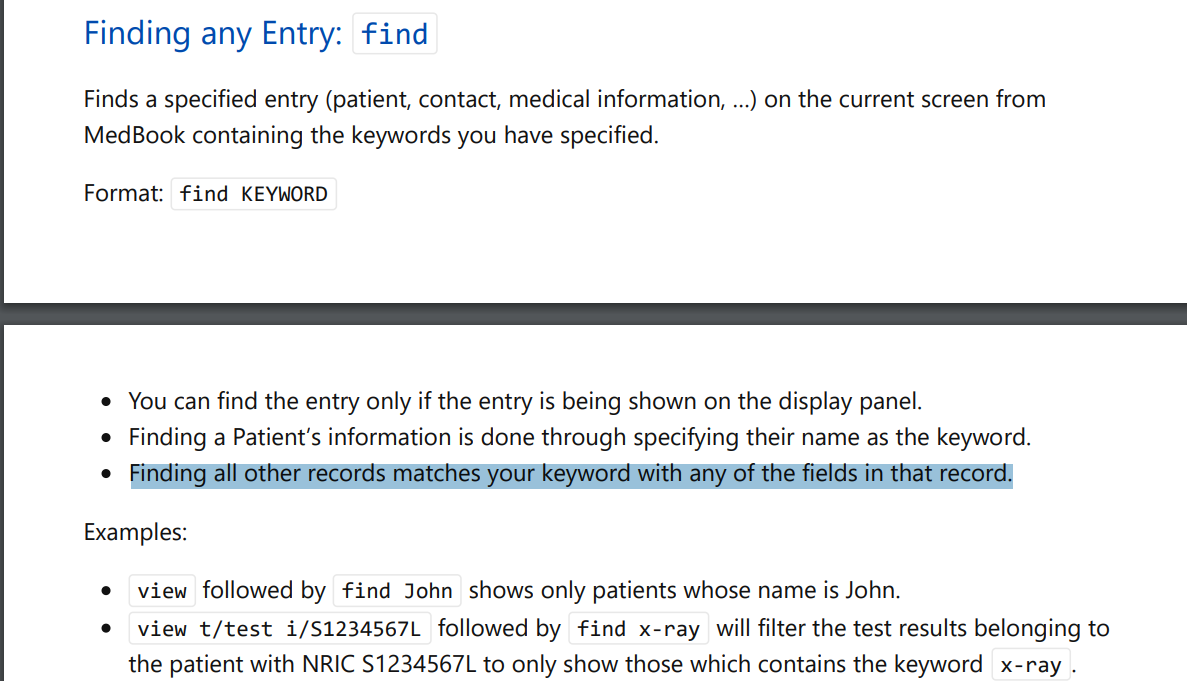 Finding any Entry: find
Finds a specified entry (patient, contact, medical information, ...) on the current screen from
MedBook containing the keywords you have specified.
Format: find KEYWORD
• You can find the entry only if the entry is being shown on the display panel.
• Finding a Patient’s information is done through specifying their name as the keyword.
• Finding all other records matches your keyword with any of the fields in that record.
Examples:
• view followed by find John shows only patients whose name is John.
• view t/test i/S1234567L followed by find x-ray will filter the test results belonging to
the patient with NRIC S1234567L to only show those which contains the keyword x-ray.